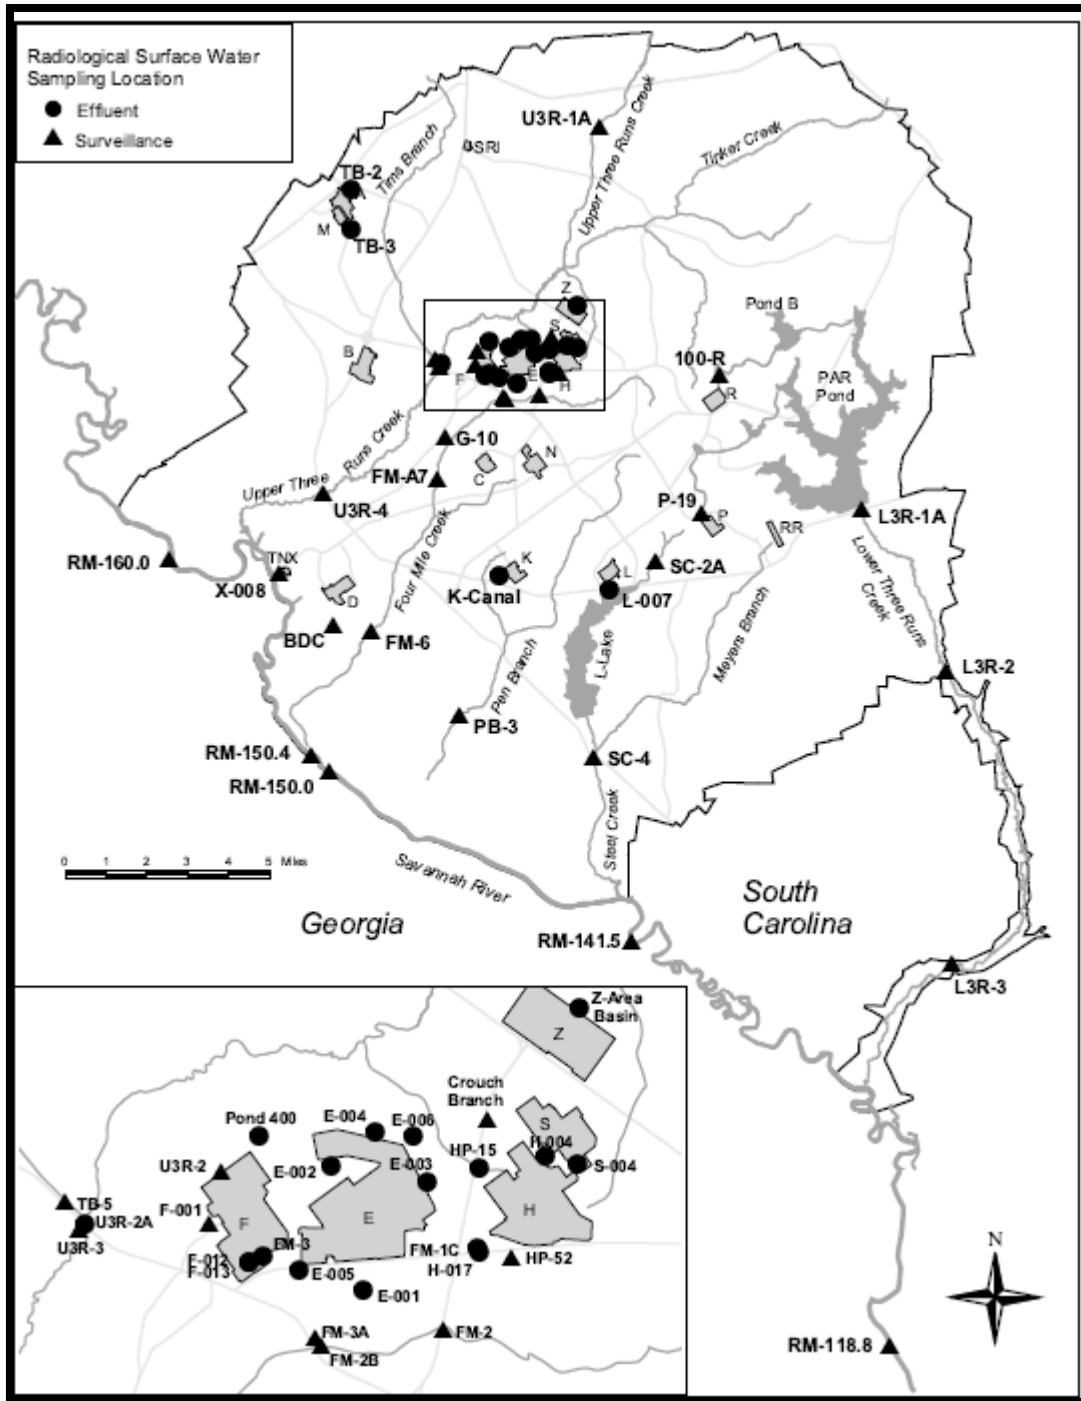 Radiological Surface Water
Sampling Location
Effluent
Surveillance
U3R-1A
SRI
Tims Branch
Upper Three Runs Creek
Tinker Creek
TB-2
M
TB-3
Z
S
Pond B
B
F
E
H
100-R
R
PAR
Pond
G-10
Upper Three Runs Creek
FM-A7
C
N
U3R-4
P-19
P
RR
L3R-1A
RM-160.0
TNX
X-008
D
Four Mile Creek
K
K-Canal
L
SC-2A
L-007
Lower Three Runs
Creek
BDC
FM-6
Meyers Branch
L-Lake
Pen Branch
L3R-2
PB-3
RM-150.4
RM-150.0
SC-4
Steel Creek
0 1 2 3 4 5 Miles
Savannah River
Georgia
South
Carolina
RM-141.5
L3R-3
Z-Area
Basin
Z
Crouch
Branch
Pond 400
E-004
E-006
S
H-004
HP-15
U3R-2
E-002
E-003
S-004
TB-5
F-001
U3R-2A
U3R-3
F
E
H
FM-3
F-012
F-013
FM-1C
H-017
HP-52
E-005
E-001
FM-3A
FM-2
FM-2B
N
RM-118.8